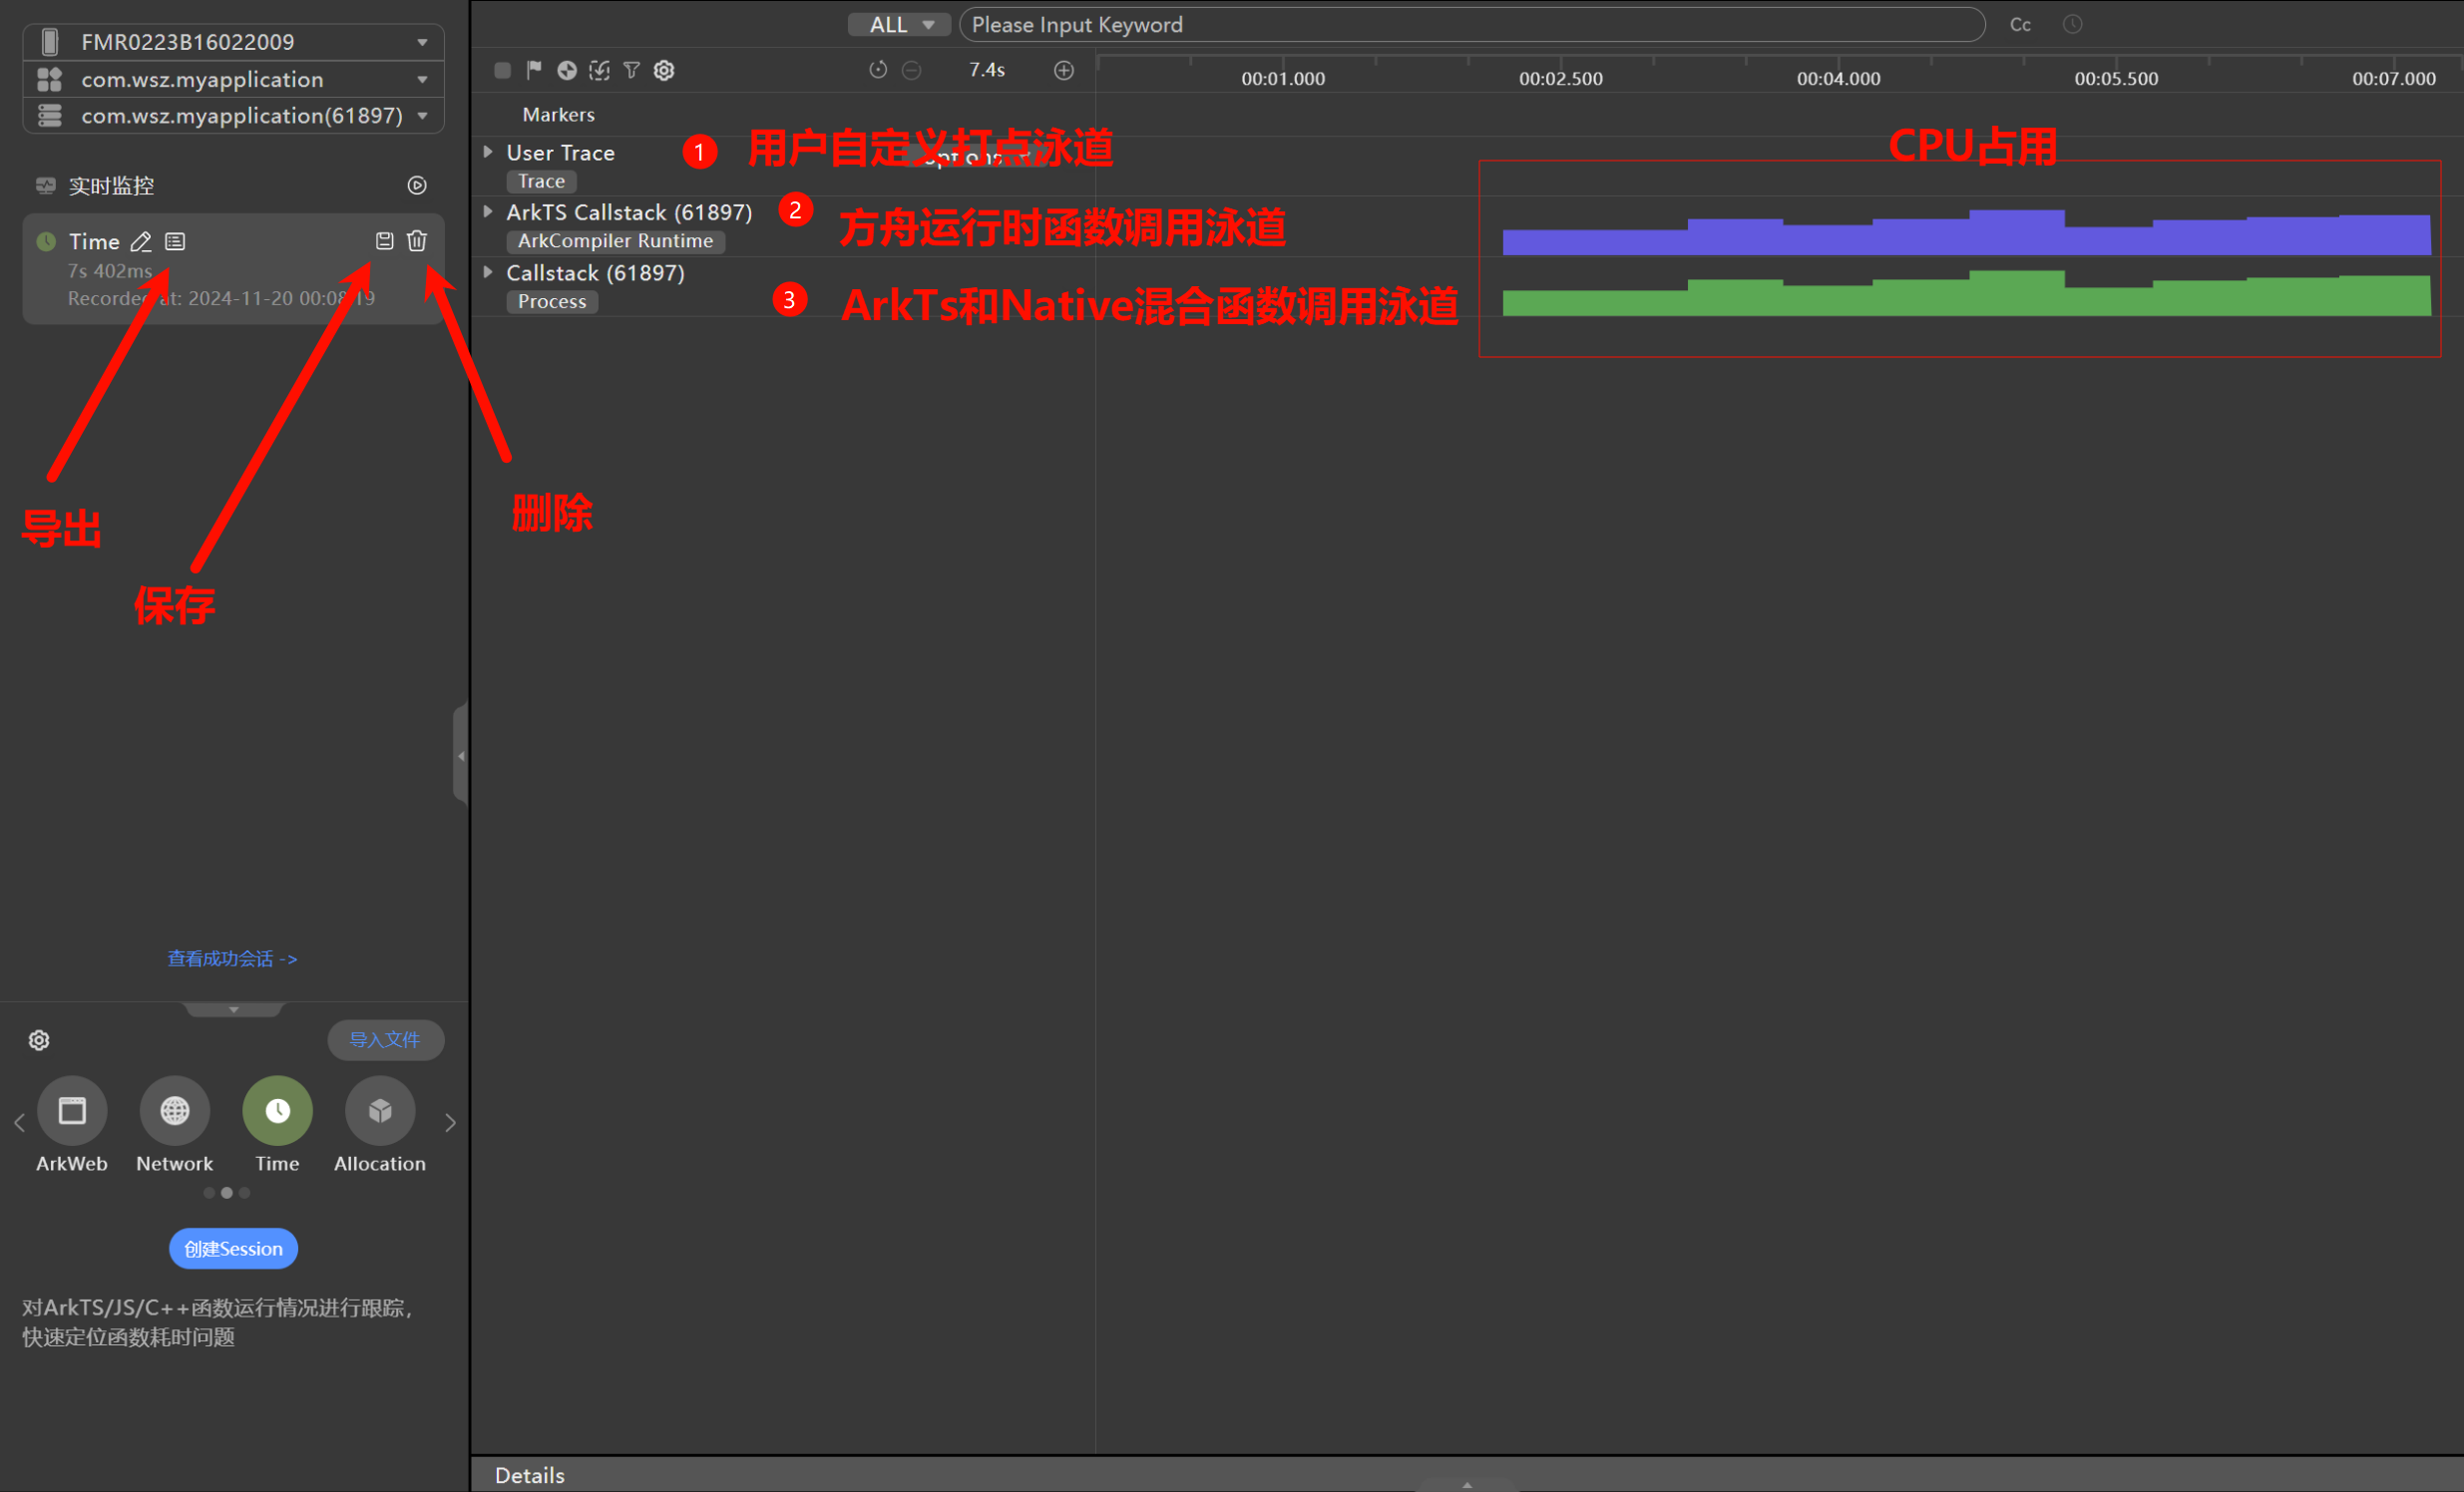 FMR0223B16022009
com.wsz.myapplication
com.wsz.myapplication(61897)
实时监控
Time
7s 402ms
Recorded at: 2024-11-20 00:08:19
导出
保存
删除
查看成功会话 ->
导入文件
ArkWeb
Network
Time
Allocation
创建Session
对ArkTS/JS/C++函数运行情况进行跟踪，
快速定位函数耗时问题
ALL
Please Input Keyword
Cc
7.4s
00:01.000
00:02.500
00:04.000
00:05.500
00:07.000
Markers
User Trace
Trace
1 用户自定义打点泳道
Options
CPU占用
ArkTS Callstack (61897)
ArkCompiler Runtime
2 方舟运行时函数调用泳道
Callstack (61897)
Process
3 ArkTs和Native混合函数调用泳道
Details